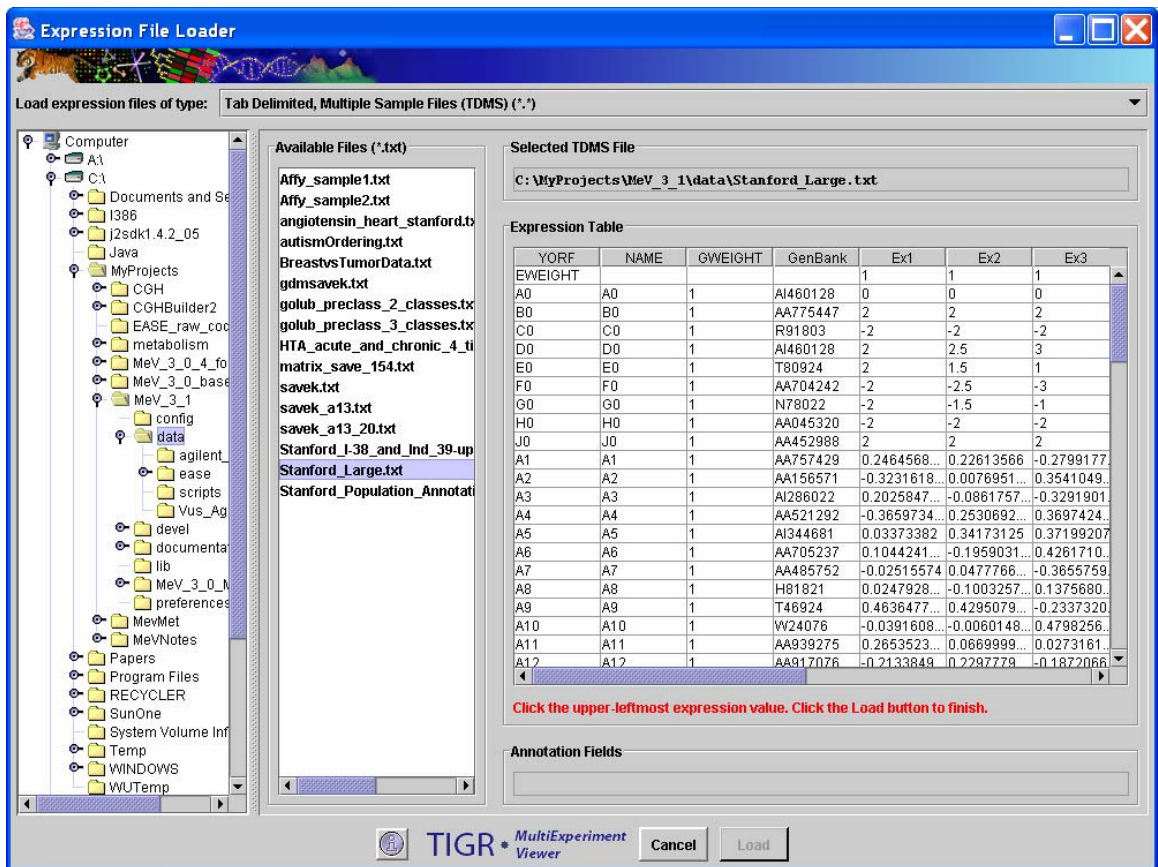 Expression File Loader
Load expression files of type: Tab Delimited, Multiple Sample Files (TDMS) (*.*)
Computer
A:\
C:\
Documents and Se
I386
j2sdk1.4.2_05
Java
MyProjects
CGH
CGHBuilder2
EASE_raw_coc
metabolism
MeV_3_0_4_fo
MeV_3_0_base
MeV_3_1
config
data
agilent_
ease
scripts
Vus_Ag
devel
documenta
lib
MeV_3_0_M
preferences
MevMet
MeVNotes
Papers
Program Files
RECYCLER
SunOne
System Volume Inf
Temp
WINDOWS
WUTemp
Available Files (*.txt)
Affy_sample1.txt
Affy_sample2.txt
angiotensin_heart_stanford.tx
autismOrdering.txt
BreastvsTumorData.txt
gdmsavek.txt
golub_preclass_2_classes.tx
golub_preclass_3_classes.tx
HTA_acute_and_chronic_4_ti
matrix_save_154.txt
savek.txt
savek_a13.txt
savek_a13_20.txt
Stanford_I-38_and_Ind_39-up
Stanford_Large.txt
Stanford_Population_Annotati
Selected TDMS File
C:\MyProjects\MeV_3_1\data\Stanford_Large.txt
Expression Table
YORF NAME GWEIGHT GenBank Ex1 Ex2 Ex3
EWEIGHT 1 1 1
A0 A0 1 AI460128 0 0 0
B0 B0 1 AA775447 2 2 2
C0 C0 1 R91803 -2 -2 -2
D0 D0 1 AI460128 2 2.5 3
E0 E0 1 T80924 2 1.5 1
F0 F0 1 AA704242 -2 -2.5 -3
G0 G0 1 N78022 -2 -1.5 -1
H0 H0 1 AA045320 -2 -2 -2
J0 J0 1 AA452988 2 2 2
A1 A1 1 AA757429 0.2464568... 0.22613566 -0.2799177.
A2 A2 1 AA156571 -0.3231618... 0.0076951... 0.3541049..
A3 A3 1 AI286022 0.2025847... -0.0861757... -0.3291901.
A4 A4 1 AA521292 -0.3659734... 0.2530692... 0.3697424..
A5 A5 1 AI344681 0.03373382 0.34173125 0.37199207
A6 A6 1 AA705237 0.1044241... -0.1959031... 0.4261710..
A7 A7 1 AA485752 -0.02515574 0.0477766... -0.3655759.
A8 A8 1 H81821 0.0247928... -0.1003257... 0.1375680..
A9 A9 1 T46924 0.4636477... 0.4295079... -0.2337320.
A10 A10 1 W24076 -0.0391608... -0.0060148... 0.4798256..
A11 A11 1 AA939275 0.2653523... 0.0669999... 0.0273161..
A12 A12 1 AA917076 -0.2133849 0.2297779 -0.1872066
Click the upper-leftmost expression value. Click the Load button to finish.
Annotation Fields
TIGR • MultiExperiment
Viewer
Cancel
Load